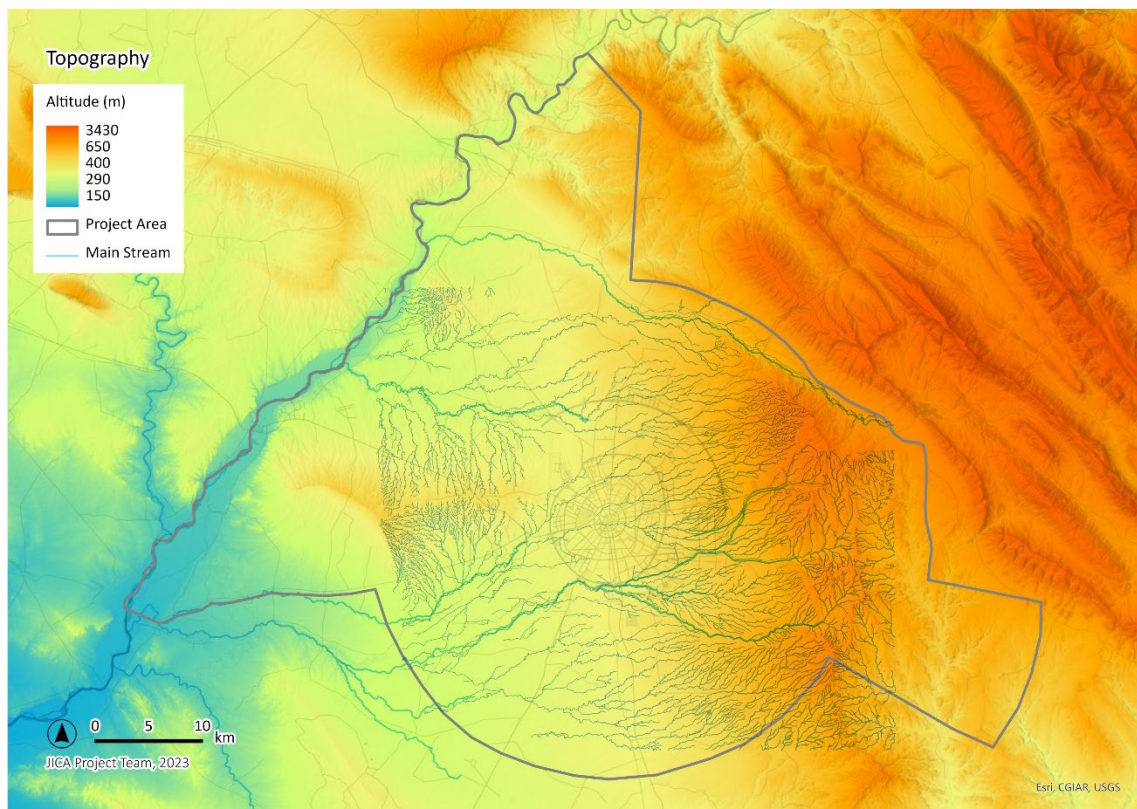 Topography
Altitude (m)
3430
650
400
290
150
Project Area
Main Stream
0 5 10
km
JICA Project Team, 2023
Esri, CGIAR, USGS